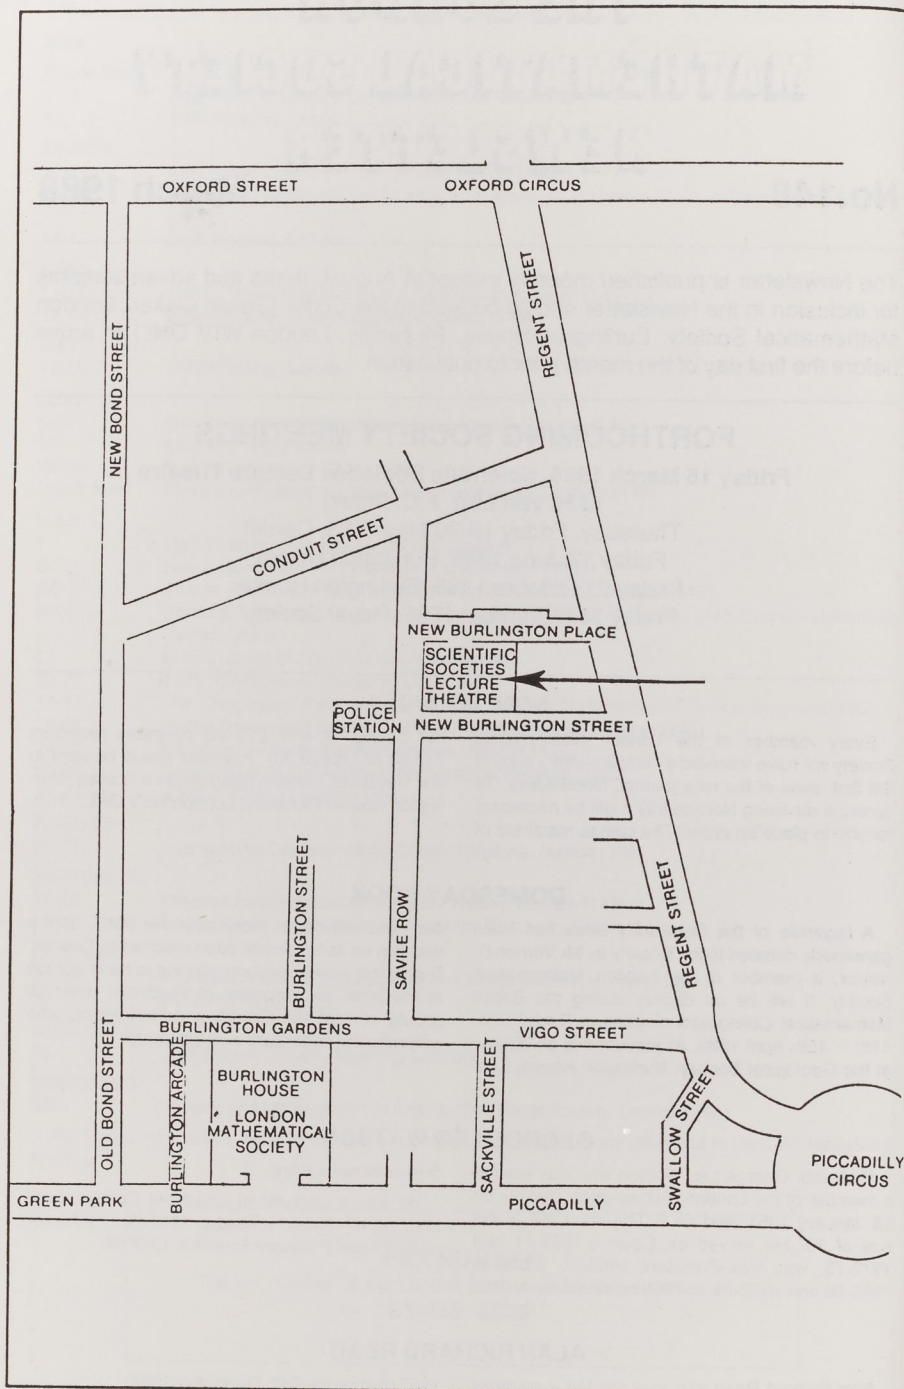 OXFORD STREET
OXFORD CIRCUS
REGENT STREET
NEW BOND STREET
CONDUIT STREET
NEW BURLINGTON PLACE
SCIENTIFIC
SOCETIES
LECTURE
THEATRE
POLICE
STATION
NEW BURLINGTON STREET
BURLINGTON STREET
SAVILE ROW
REGENT STREET
BURLINGTON GARDENS
VIGO STREET
OLD BOND STREET
BURLINGTON ARCADE
BURLINGTON
HOUSE
LONDON
MATHEMATICAL
SOCIETY
SACKVILLE STREET
SWALLOW STREET
PICCADILLY
CIRCUS
GREEN PARK
PICCADILLY